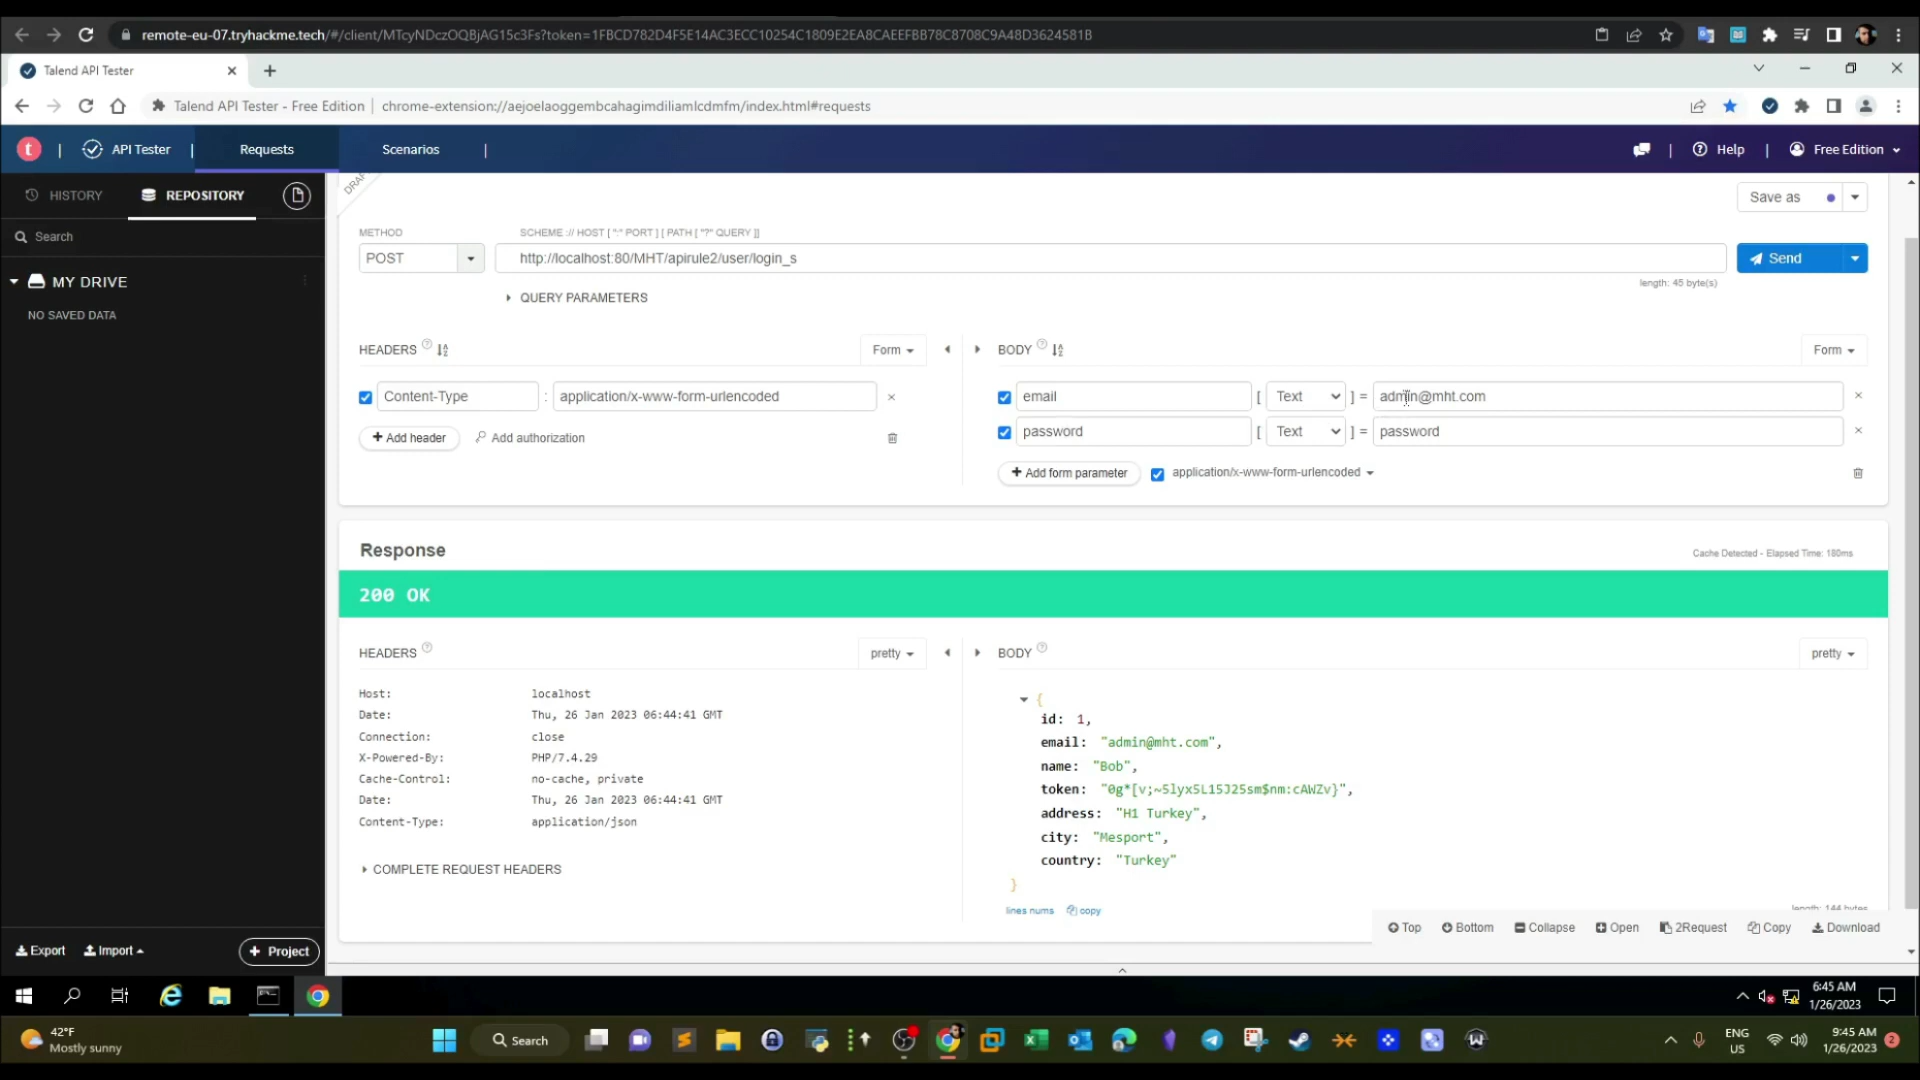 remote-eu-07.tryhackme.tech/#/client/MTcyNDczOQBjAG15c3Fs?token=1FBCD782D4F5E14AC3ECC10254C1809E2EA8CAEEFBB78C8708C9A48D3624581B
Talend API Tester
Talend API Tester - Free Edition | chrome-extension://aejoelaoggembcahagimdiliamlcdmfm/index.html#requests
t | API Tester | Requests Scenarios | | Help | Free Edition
HISTORY REPOSITORY
Search
MY DRIVE
NO SAVED DATA
Export Import + Project
DRAF
Save as
METHOD SCHEME :// HOST [ ":" PORT ] [ PATH [ "?" QUERY ]]
POST http://localhost:80/MHT/apirule2/user/login_s Send
length: 45 byte(s)
QUERY PARAMETERS
HEADERS ? Form BODY ? Form
Content-Type : application/x-www-form-urlencoded × email [ Text ] = admin@mht.com ×
password [ Text ] = password ×
+ Add header Add authorization
+ Add form parameter application/x-www-form-urlencoded
Response Cache Detected - Elapsed Time: 180ms
200 OK
HEADERS ? pretty BODY ? pretty
Host: localhost
Date: Thu, 26 Jan 2023 06:44:41 GMT
Connection: close
X-Powered-By: PHP/7.4.29
Cache-Control: no-cache, private
Date: Thu, 26 Jan 2023 06:44:41 GMT
Content-Type: application/json
COMPLETE REQUEST HEADERS
{
id: 1,
email: "admin@mht.com",
name: "Bob",
token: "0g*[v;~5lyx5L15J25sm$nm:cAWZv}",
address: "H1 Turkey",
city: "Mesport",
country: "Turkey"
}
lines nums copy length: 144 bytes
Top Bottom Collapse Open 2Request Copy Download
6:45 AM
1/26/2023
42°F
Mostly sunny
Search
ENG
US
9:45 AM
1/26/2023
2